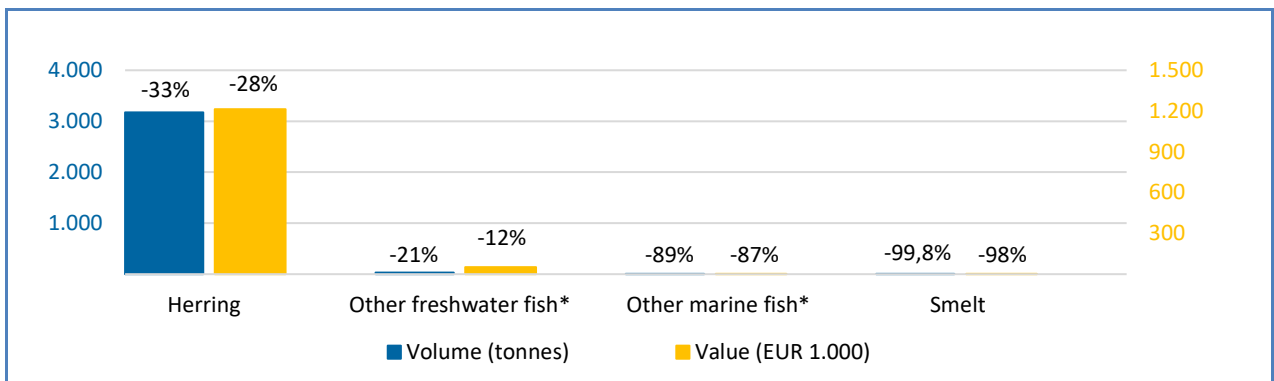 4.000
3.000
2.000
1.000
1.500
1.200
900
600
300
-33%
-28%
-21%
-12%
-89%
-87%
-99,8%
-98%
Herring
Other freshwater fish*
Other marine fish*
Smelt
Volume (tonnes)
Value (EUR 1.000)